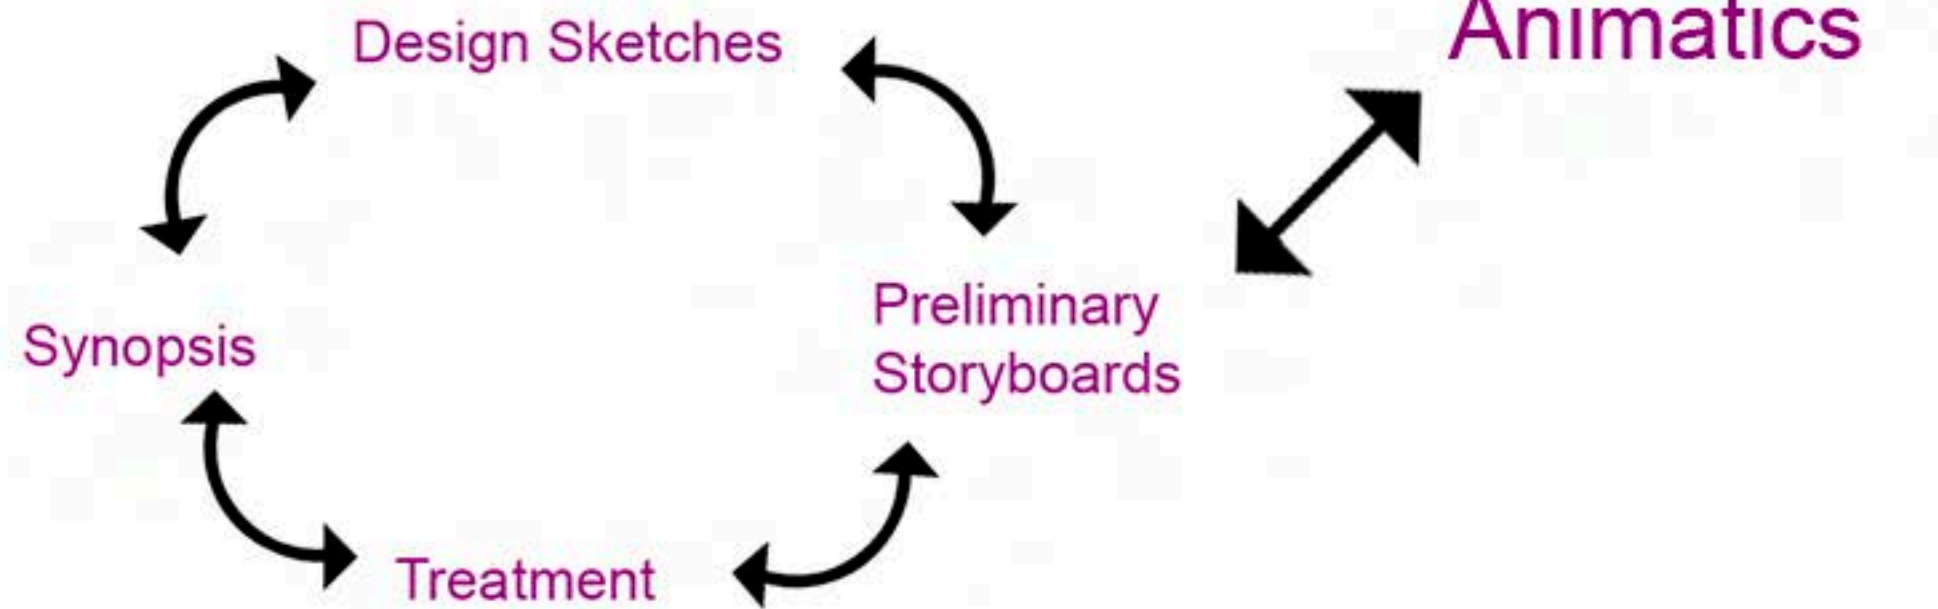 Animatics
Design Sketches
Preliminary
Storyboards
Synopsis
Treatment